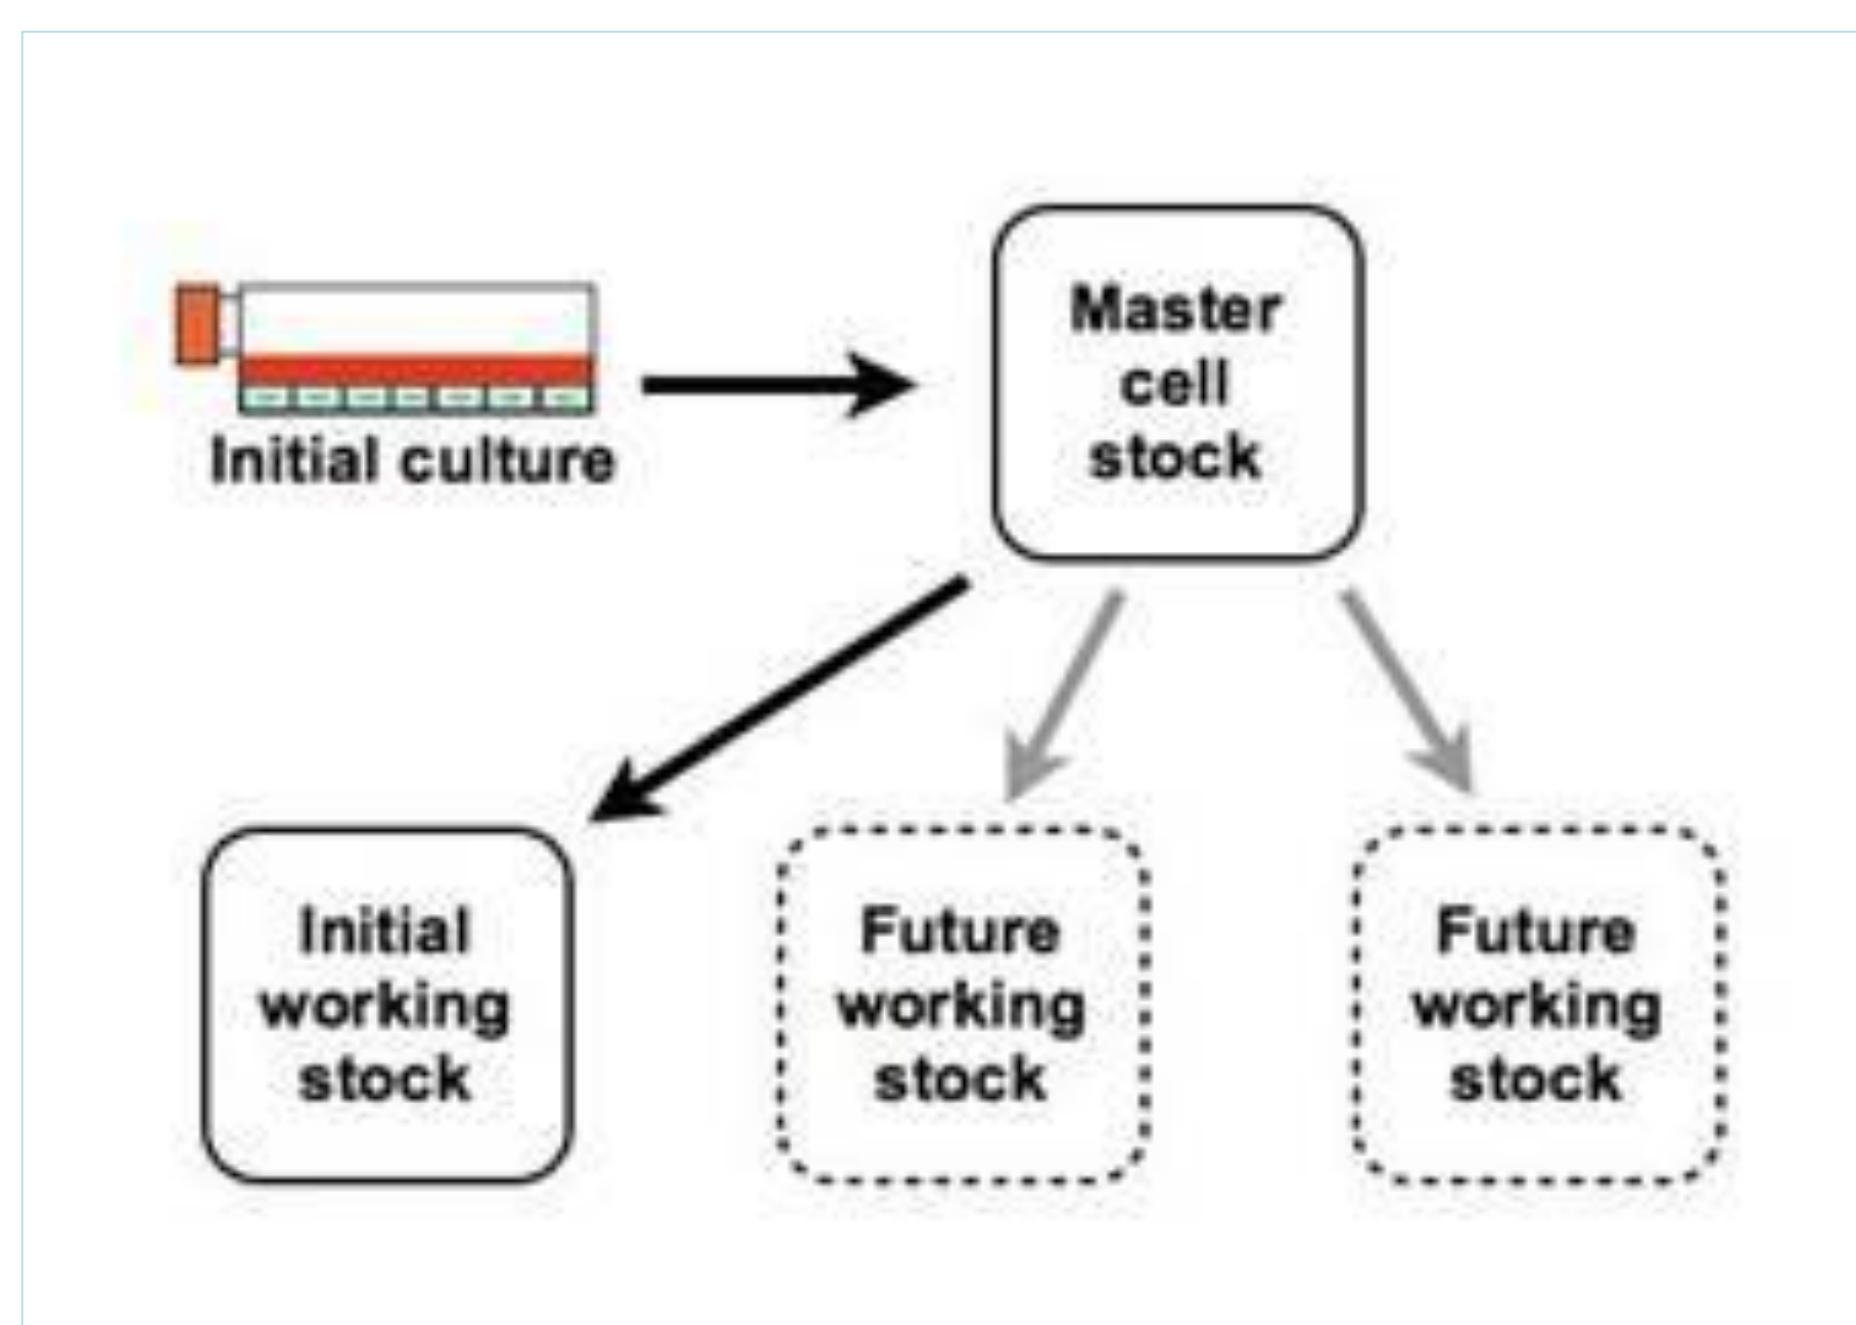 Initial culture
Master
cell
stock
Initial
working
stock
Future
working
stock
Future
working
stock